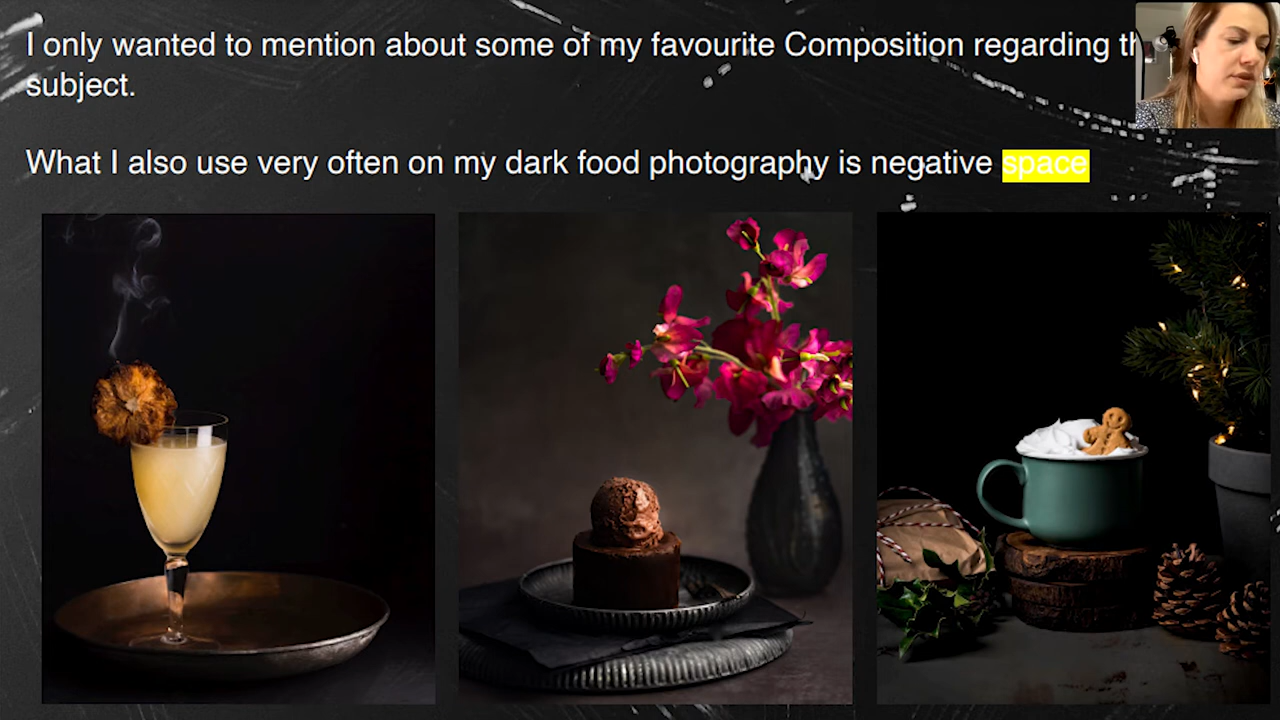 I only wanted to mention about some of my favourite Composition regarding
subject.
What I also use very often on my dark food photography is negative space